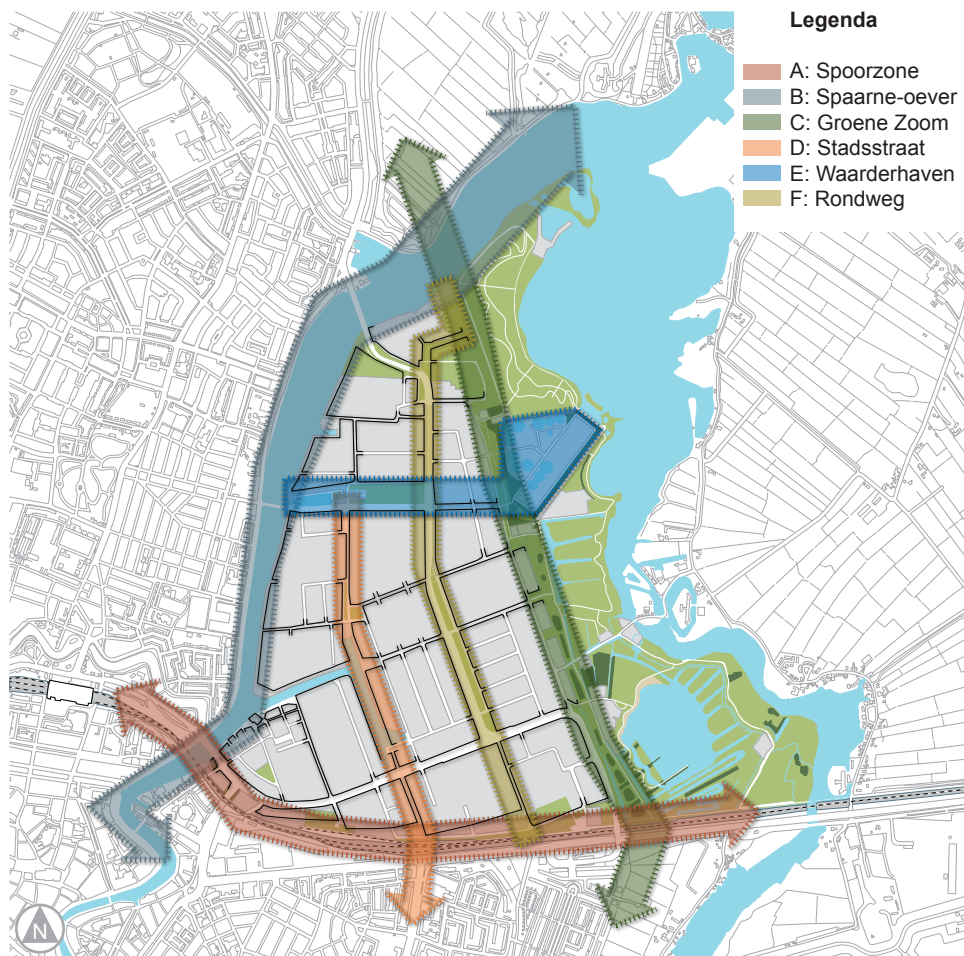 Legenda
A: Spoorzone
B: Spaarne-oever
C: Groene Zoom
D: Stadsstraat
E: Waarderhaven
F: Rondweg
N